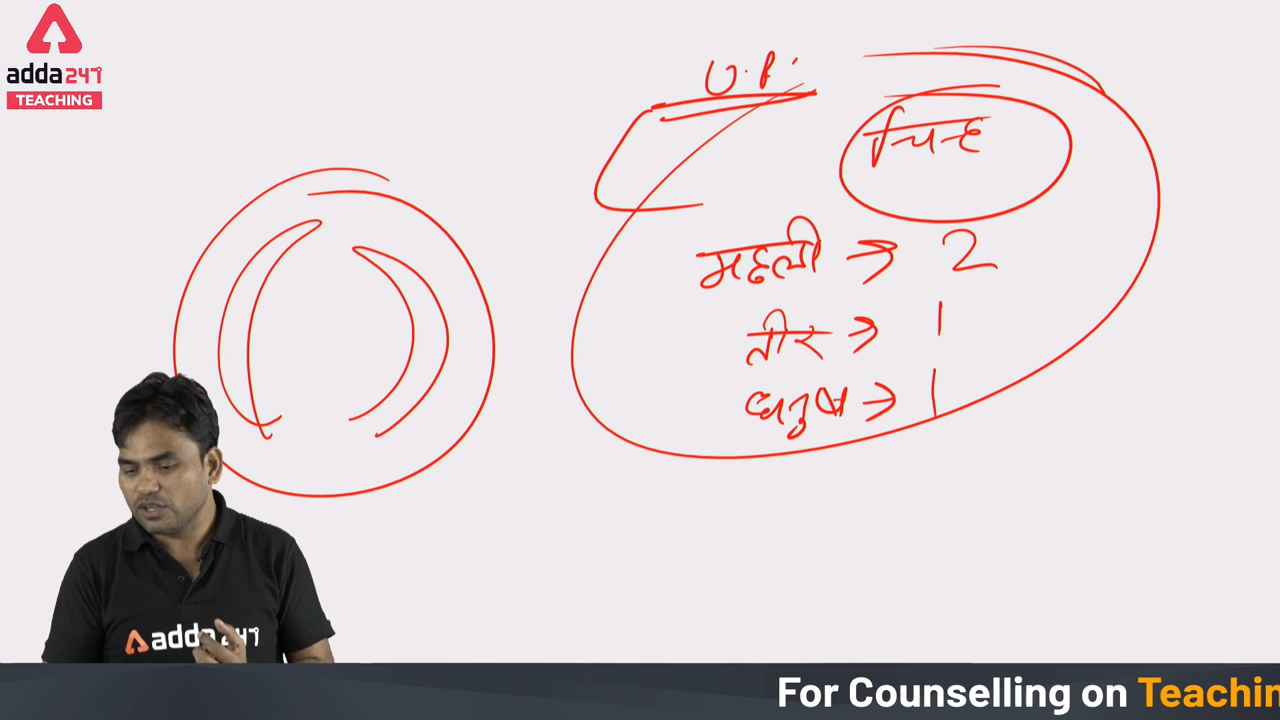 adda247
TEACHING
U.P.
चिन्ह
मछली → 2
तीर → 1
धनुष → 1
adda247
For Counselling on Teachin